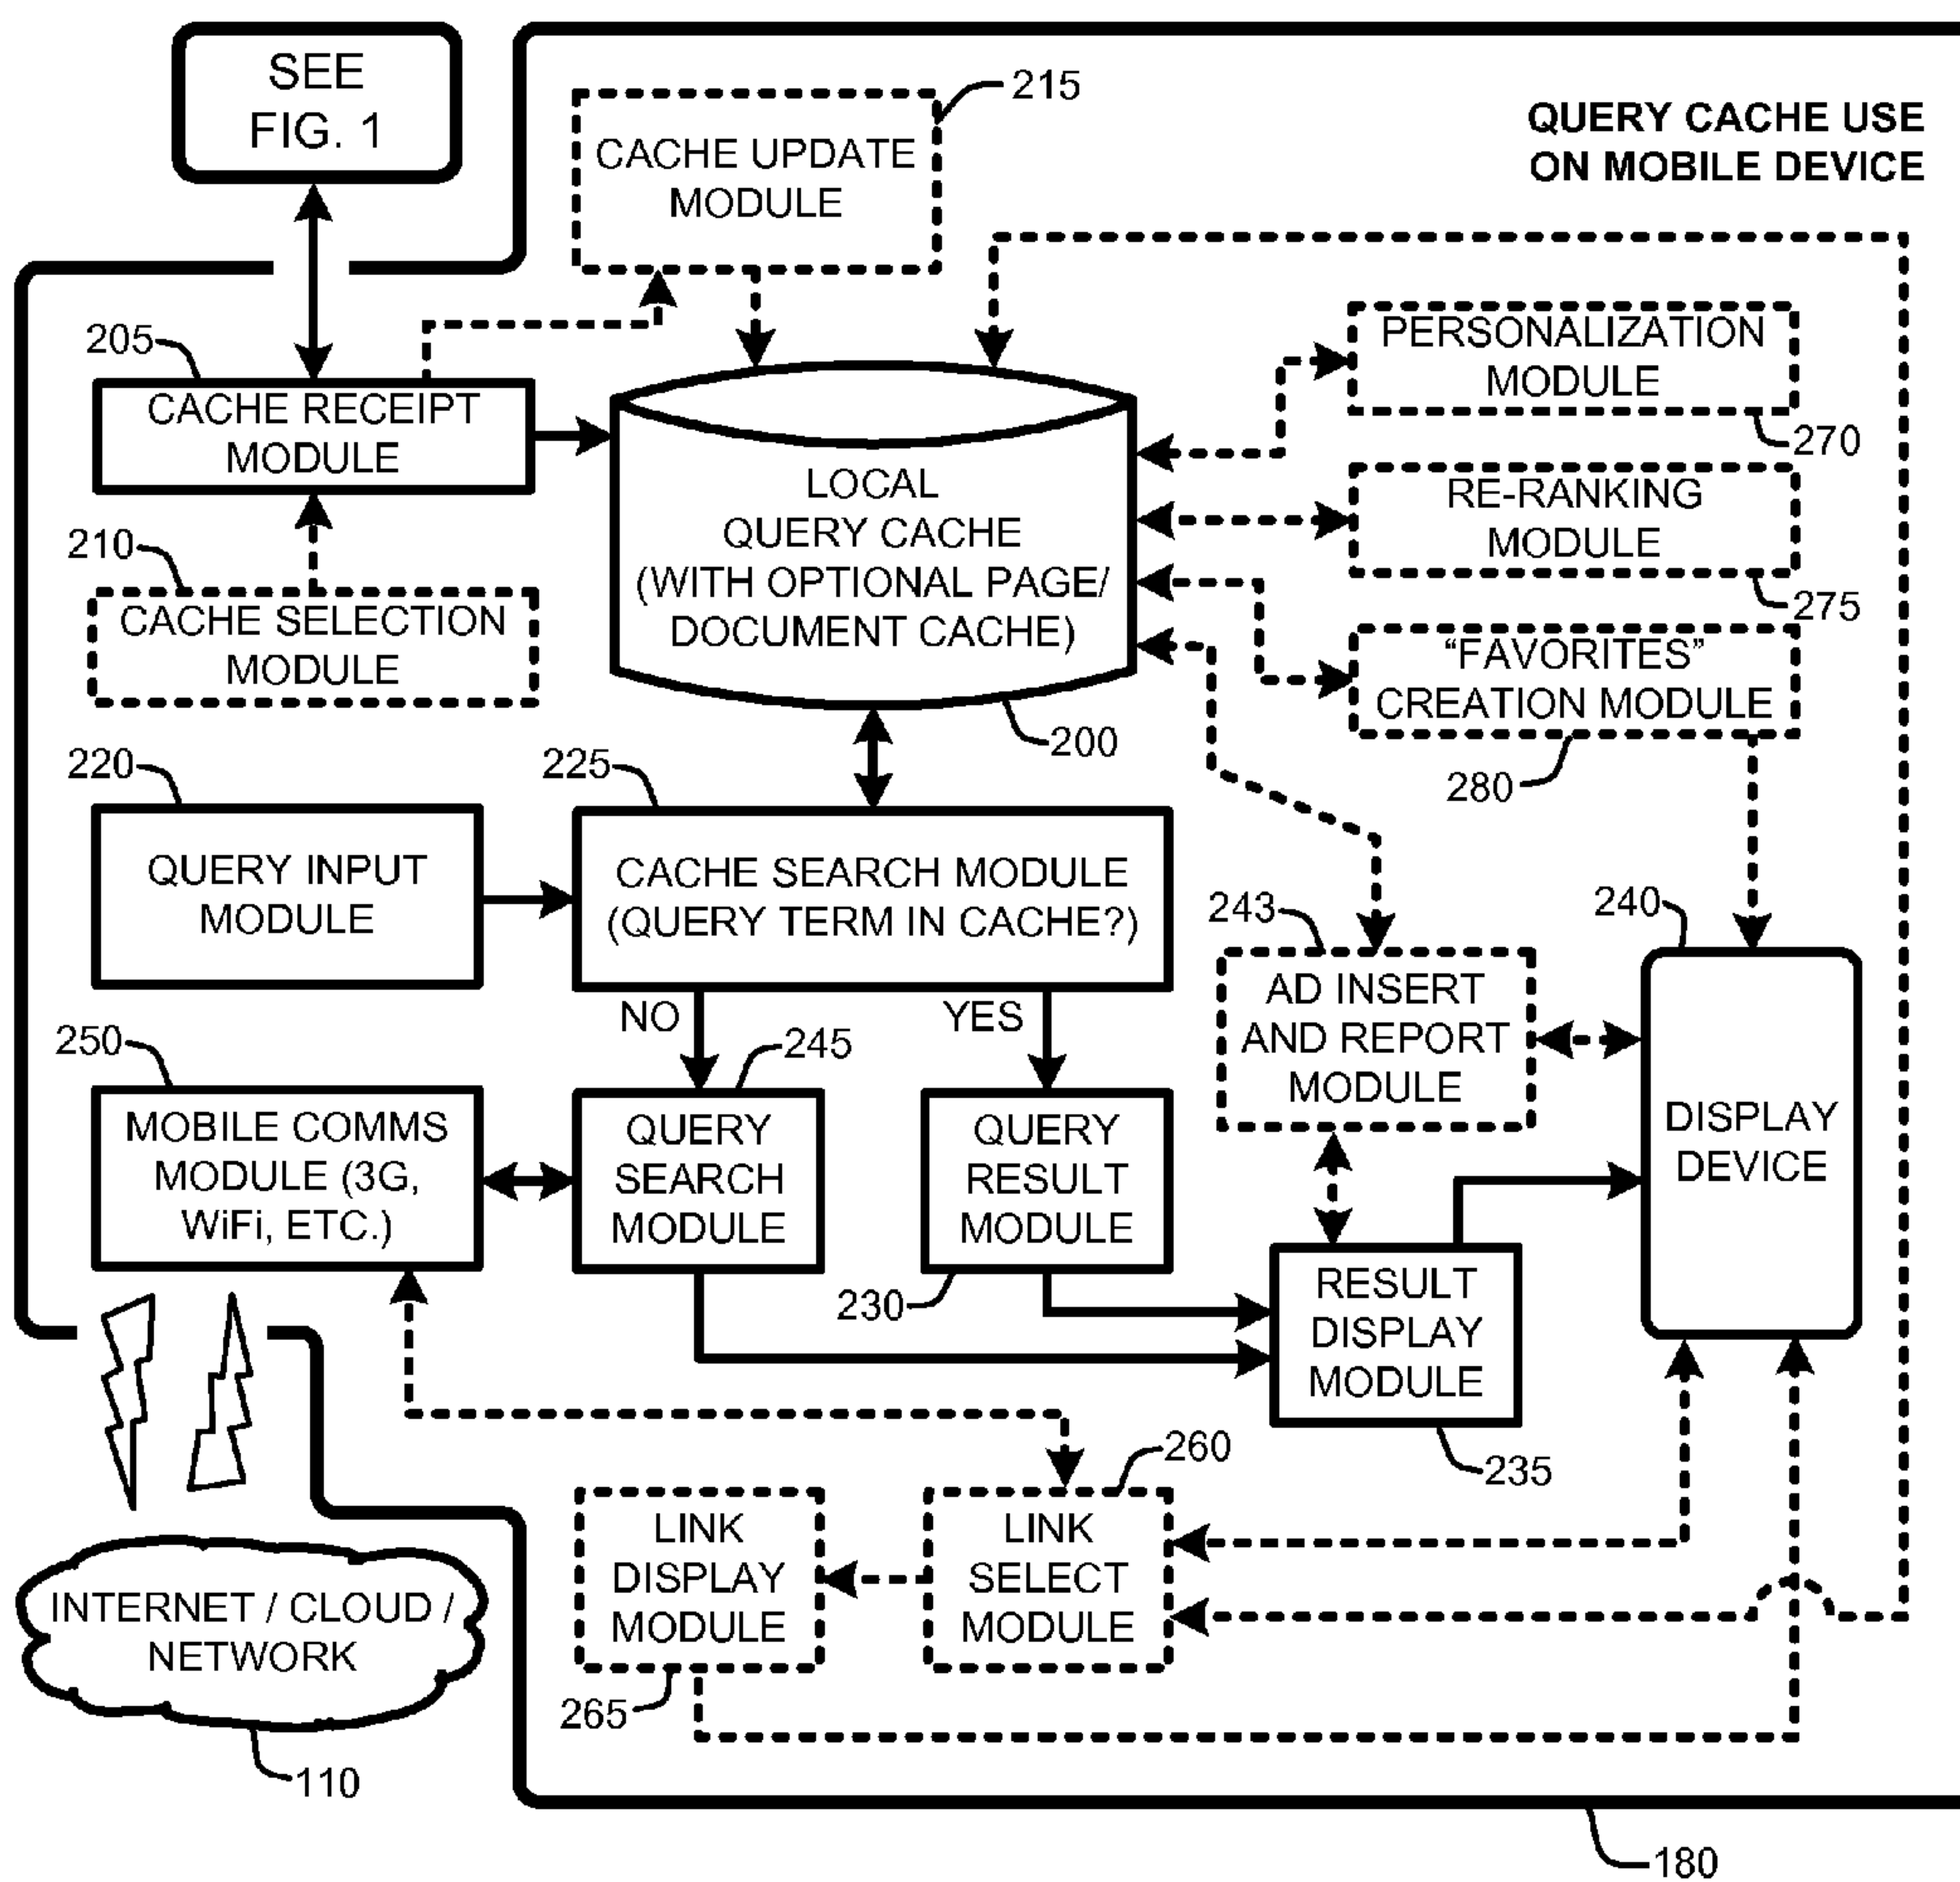 SEE
FIG. 1
215
QUERY CACHE USE
ON MOBILE DEVICE
CACHE UPDATE
MODULE
205
CACHE RECEIPT
MODULE
PERSONALIZATION
MODULE
270
LOCAL
QUERY CACHE
(WITH OPTIONAL PAGE/
DOCUMENT CACHE)
RE-RANKING
MODULE
275
210
CACHE SELECTION
MODULE
"FAVORITES"
CREATION MODULE
280
200
220
225
QUERY INPUT
MODULE
CACHE SEARCH MODULE
(QUERY TERM IN CACHE?)
243
240
NO
YES
AD INSERT
AND REPORT
MODULE
250
245
MOBILE COMMS
MODULE (3G,
WiFi, ETC.)
QUERY
SEARCH
MODULE
QUERY
RESULT
MODULE
DISPLAY
DEVICE
230
RESULT
DISPLAY
MODULE
235
260
LINK
DISPLAY
MODULE
LINK
SELECT
MODULE
265
INTERNET / CLOUD /
NETWORK
110
180